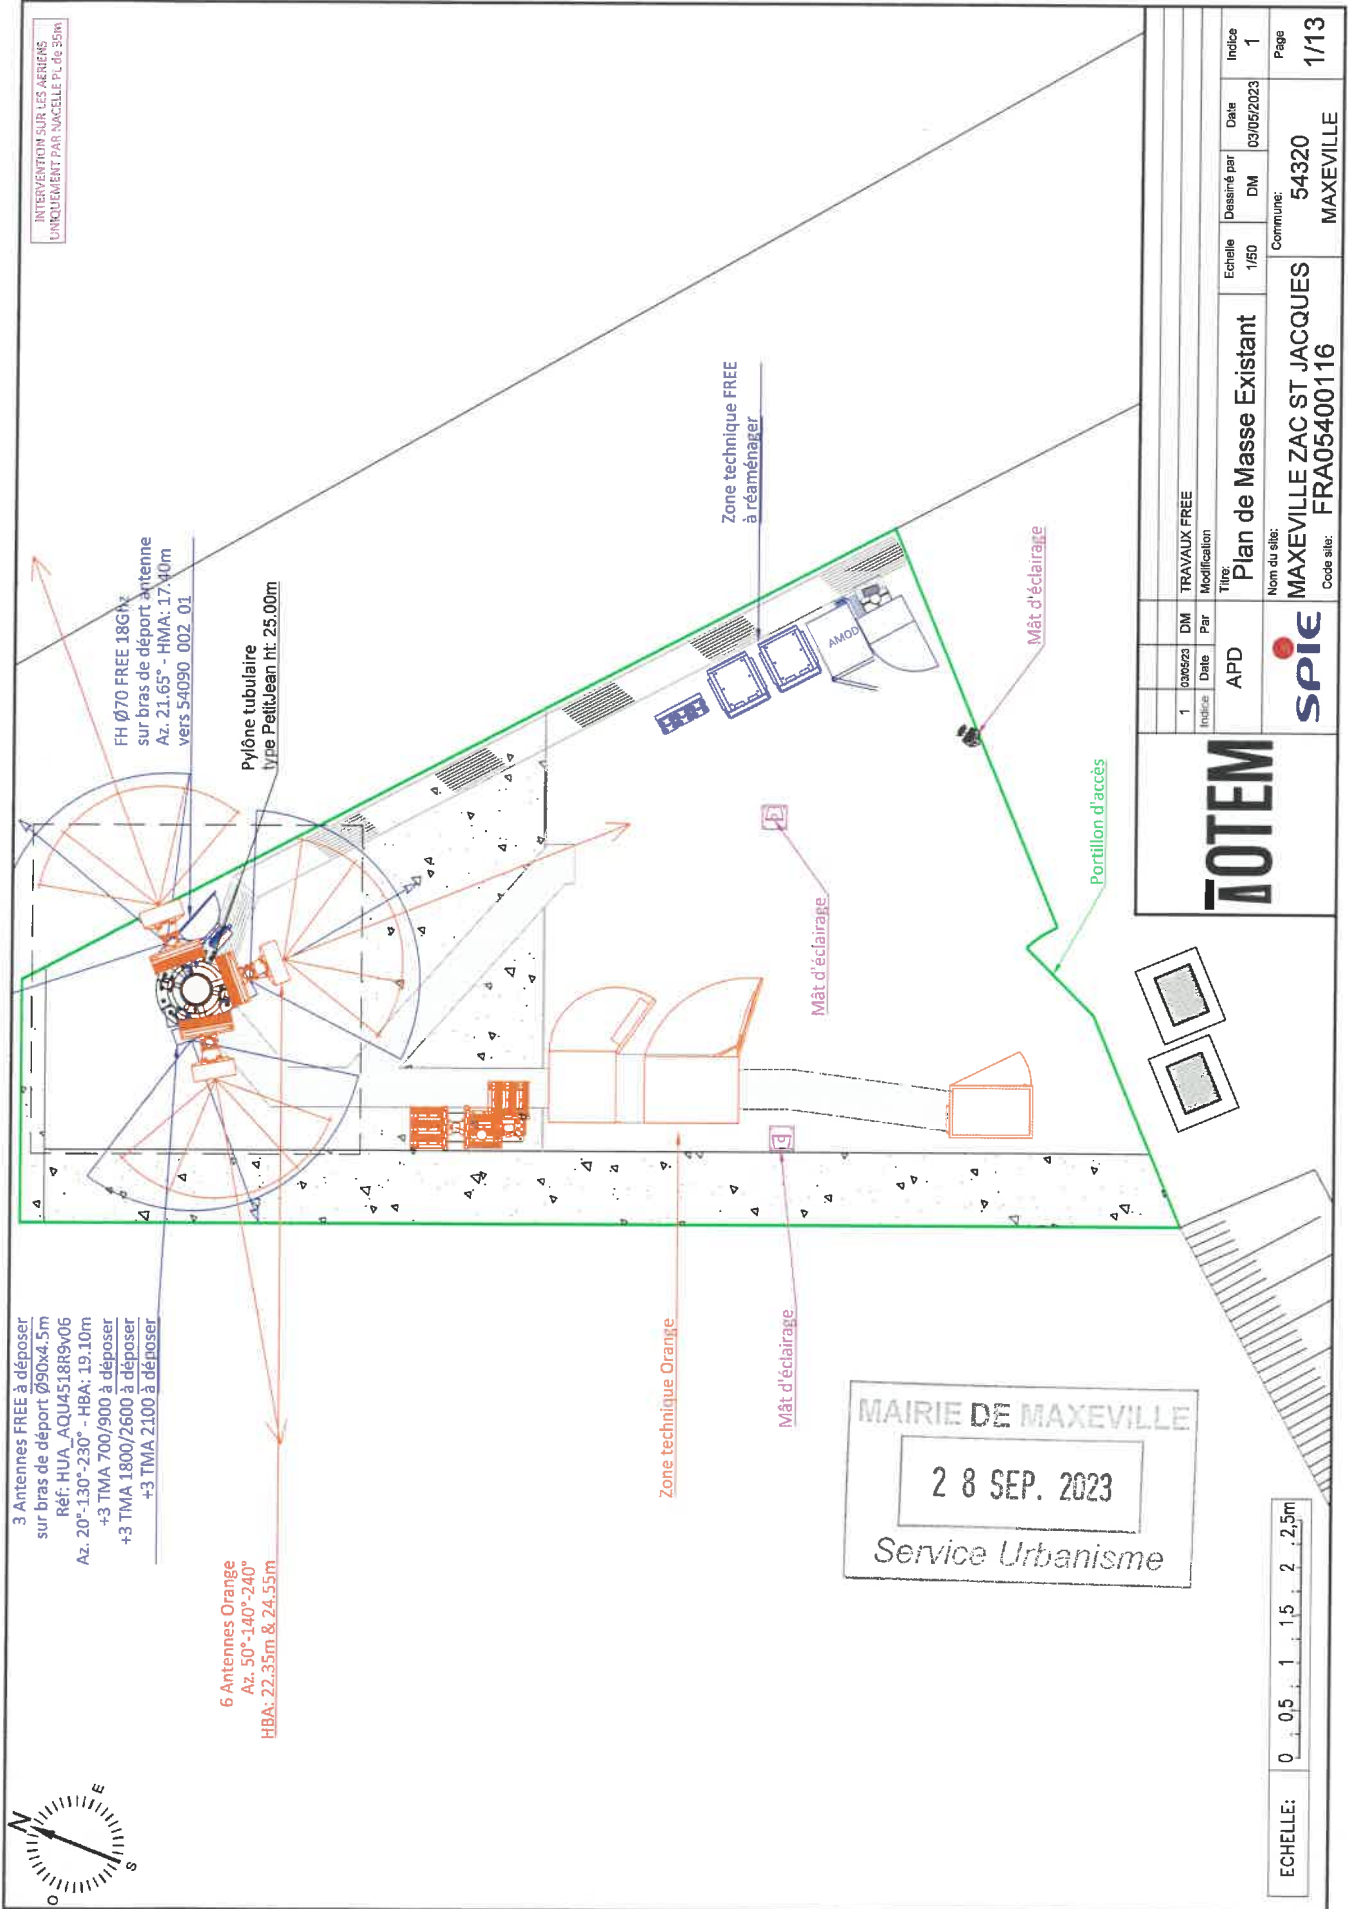 INTERVENTION SUR LES AERIENS
UNIQUEMENT PAR NACELLE PL de 35m
3 Antennes FREE à déposer
sur bras de déport Ø90x4.5m
Réf: HUA_AQU4518R9v06
Az. 20°-130°-230° - HBA: 19.10m
+3 TMA 700/900 à déposer
+3 TMA 1800/2600 à déposer
+3 TMA 2100 à déposer
FH Ø70 FREE 18Ghz
sur bras de déport antenne
Az. 21.65° - HMA: 17.40m
vers 54090_002_01
Pylône tubulaire
type PetitJean ht: 25.00m
6 Antennes Orange
Az. 50°-140°-240°
HBA: 22.35m & 24.55m
N
E
S
O
Zone technique FREE
à réaménager
AMOD
Zone technique Orange
Mât d'éclairage
Mât d'éclairage
Mât d'éclairage
Portillon d'accès
MAIRIE DE MAXEVILLE
28 SEP. 2023
Service Urbanisme
ECHELLE:
0 0,5 1 1,5 2 2,5m
TOTEM
1 03/05/23 DM TRAVAUX FREE
Indice Date Par Modification
APD
Titre:
Plan de Masse Existant
Echelle
1/50
Dessiné par
DM
Date
03/05/2023
Indice
1
SPIE
Nom du site:
MAXEVILLE ZAC ST JACQUES
Code site: FRA05400116
Commune:
54320
MAXEVILLE
Page
1/13